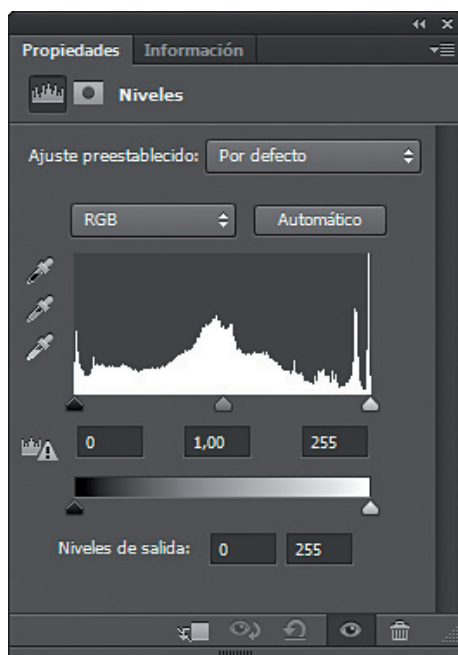 Propiedades Información
Niveles
Ajuste preestablecido: Por defecto
RGB Automático
0 1,00 255
Niveles de salida: 0 255